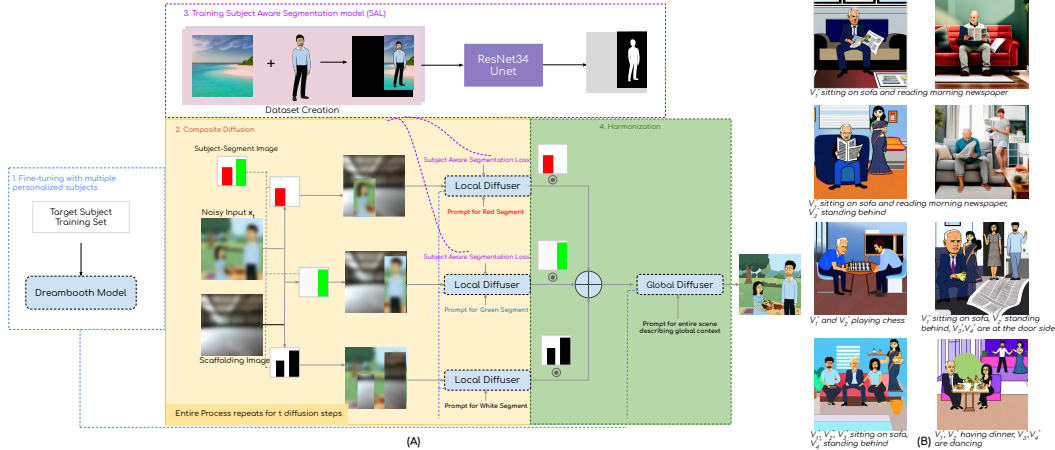 3. Training Subject Aware Segmentation model (SAL)
+
ResNet34
Unet
Dataset Creation
1. Fine-tuning with multiple
personalized subjects
Target Subject
Training Set
Dreambooth Model
2. Composite Diffusion
Subject-Segment Image
Noisy Input xₜ
Scaffolding Image
Entire Process repeats for t diffusion steps
Subject Aware Segmentation Loss
Local Diffuser
Prompt for Red Segment
Subject Aware Segmentation Loss
Local Diffuser
Prompt for Green Segment
Local Diffuser
Prompt for White Segment
4. Harmonization
Global Diffuser
Prompt for entire scene
describing global context
(A)
V₁* sitting on sofa and reading morning newspaper
V₁* sitting on sofa and reading morning newspaper,
V₂* standing behind
V₁* and V₂* playing chess
V₁* sitting on sofa, V₂* standing
behind, V₃*,V₄* are at the door side
V₁*, V₂*, V₃* sitting on sofa,
V₄* standing behind
V₁*, V₂* having dinner, V₃*,V₄*
are dancing
(B)